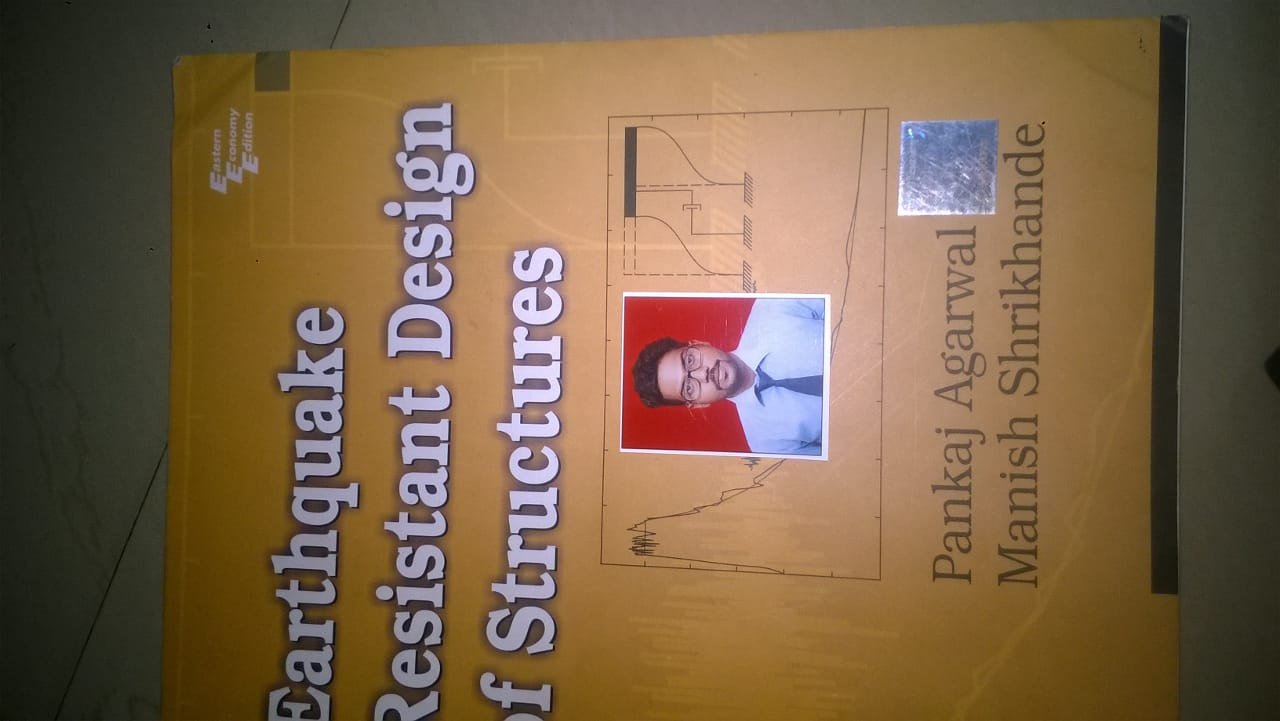 Eastern
Economy
Edition
Earthquake
Resistant Design
of Structures
Pankaj Agarwal
Manish Shrikhande